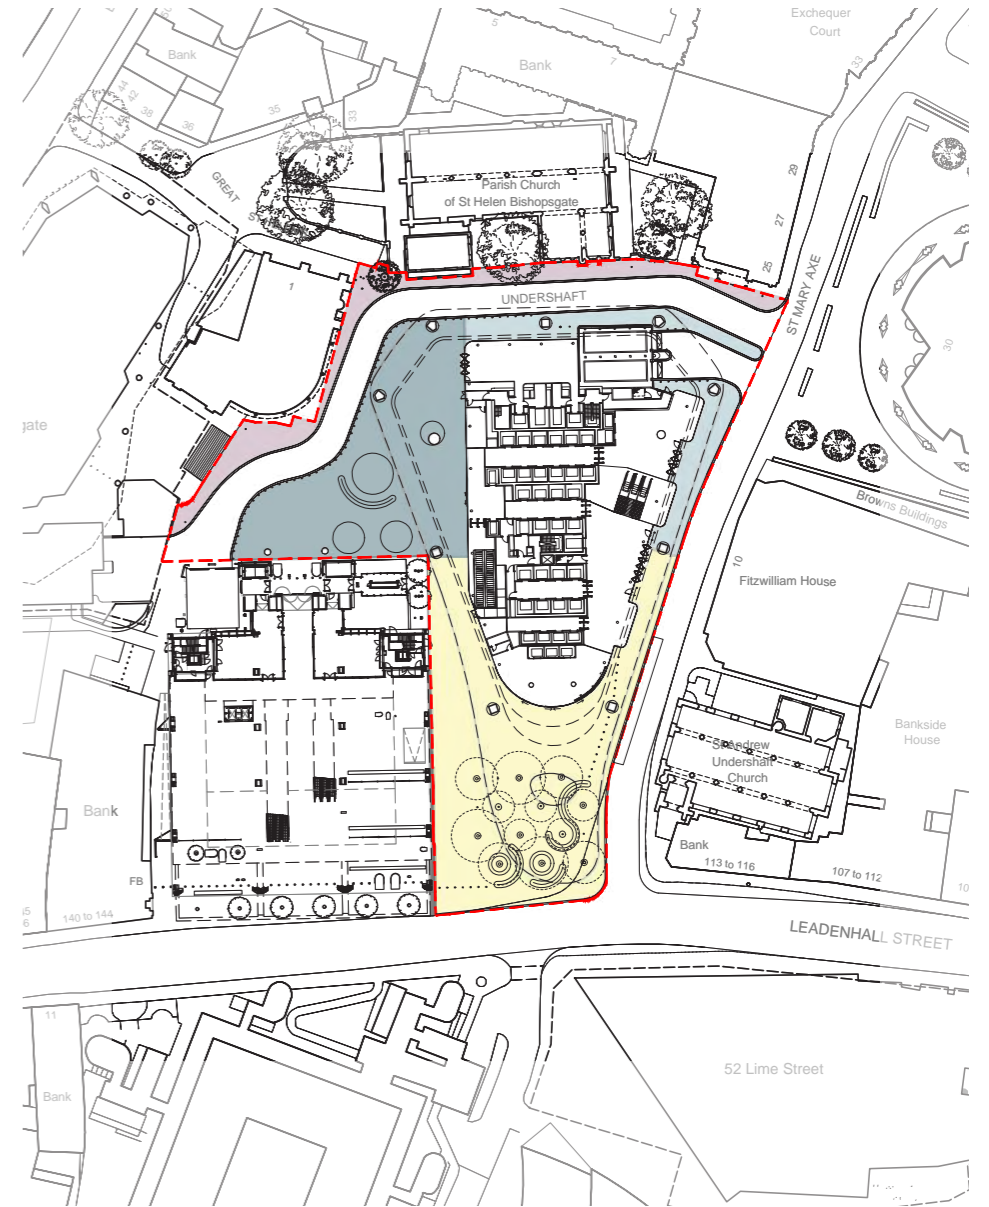 Exchequer
Court
5
Bank
Bank
7
33
44
42
38
36
35
33
GREAT
Parish Church
of St Helen Bishopsgate
29
27
25
1
UNDERSHAFT
ST MARY AXE
30
gate
Browns Buildings
10
Fitzwilliam House
Bankside
House
St Andrew
Undershaft
Church
Bank
Bank
113 to 116
107 to 112
10
FB
140 to 144
LEADENHALL STREET
11
52 Lime Street
Bank